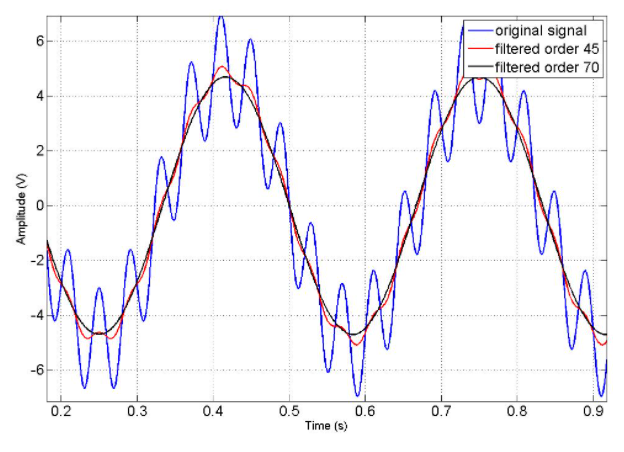 original signal
filtered order 45
filtered order 70
6
4
2
0
-2
-4
-6
Amplitude (V)
0.2 0.3 0.4 0.5 0.6 0.7 0.8 0.9
Time (s)